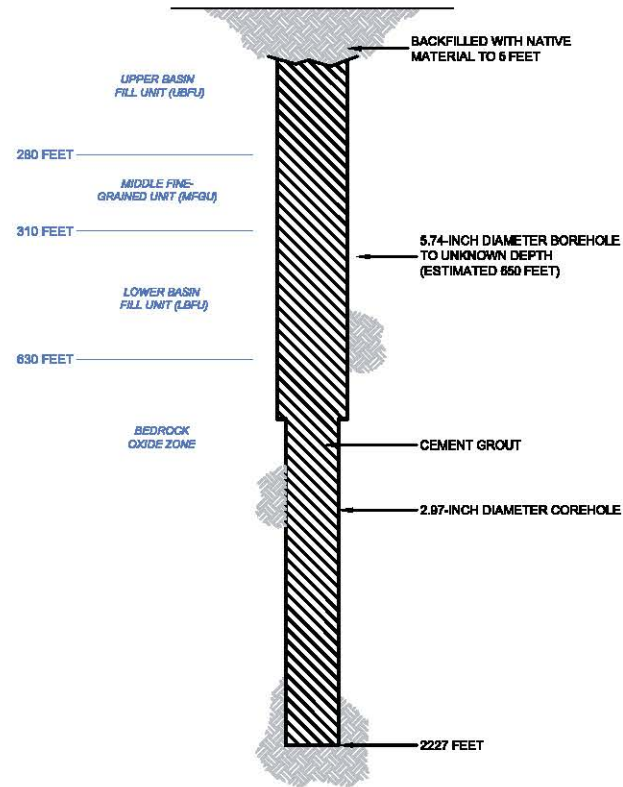 BACKFILLED WITH NATIVE
MATERIAL TO 5 FEET
UPPER BASIN
FILL UNIT (UBFU)
280 FEET
MIDDLE FINE-
GRAINED UNIT (MFGU)
310 FEET
5.74-INCH DIAMETER BOREHOLE
TO UNKNOWN DEPTH
(ESTIMATED 650 FEET)
LOWER BASIN
FILL UNIT (LBFU)
630 FEET
BEDROCK
OXIDE ZONE
CEMENT GROUT
2.97-INCH DIAMETER COREHOLE
2227 FEET